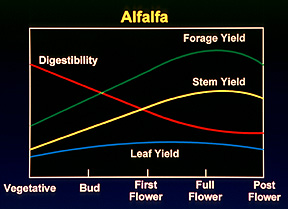 Alfalfa
Forage Yield
Digestibility
Stem Yield
Leaf Yield
Vegetative
Bud
First
Flower
Full
Flower
Post
Flower